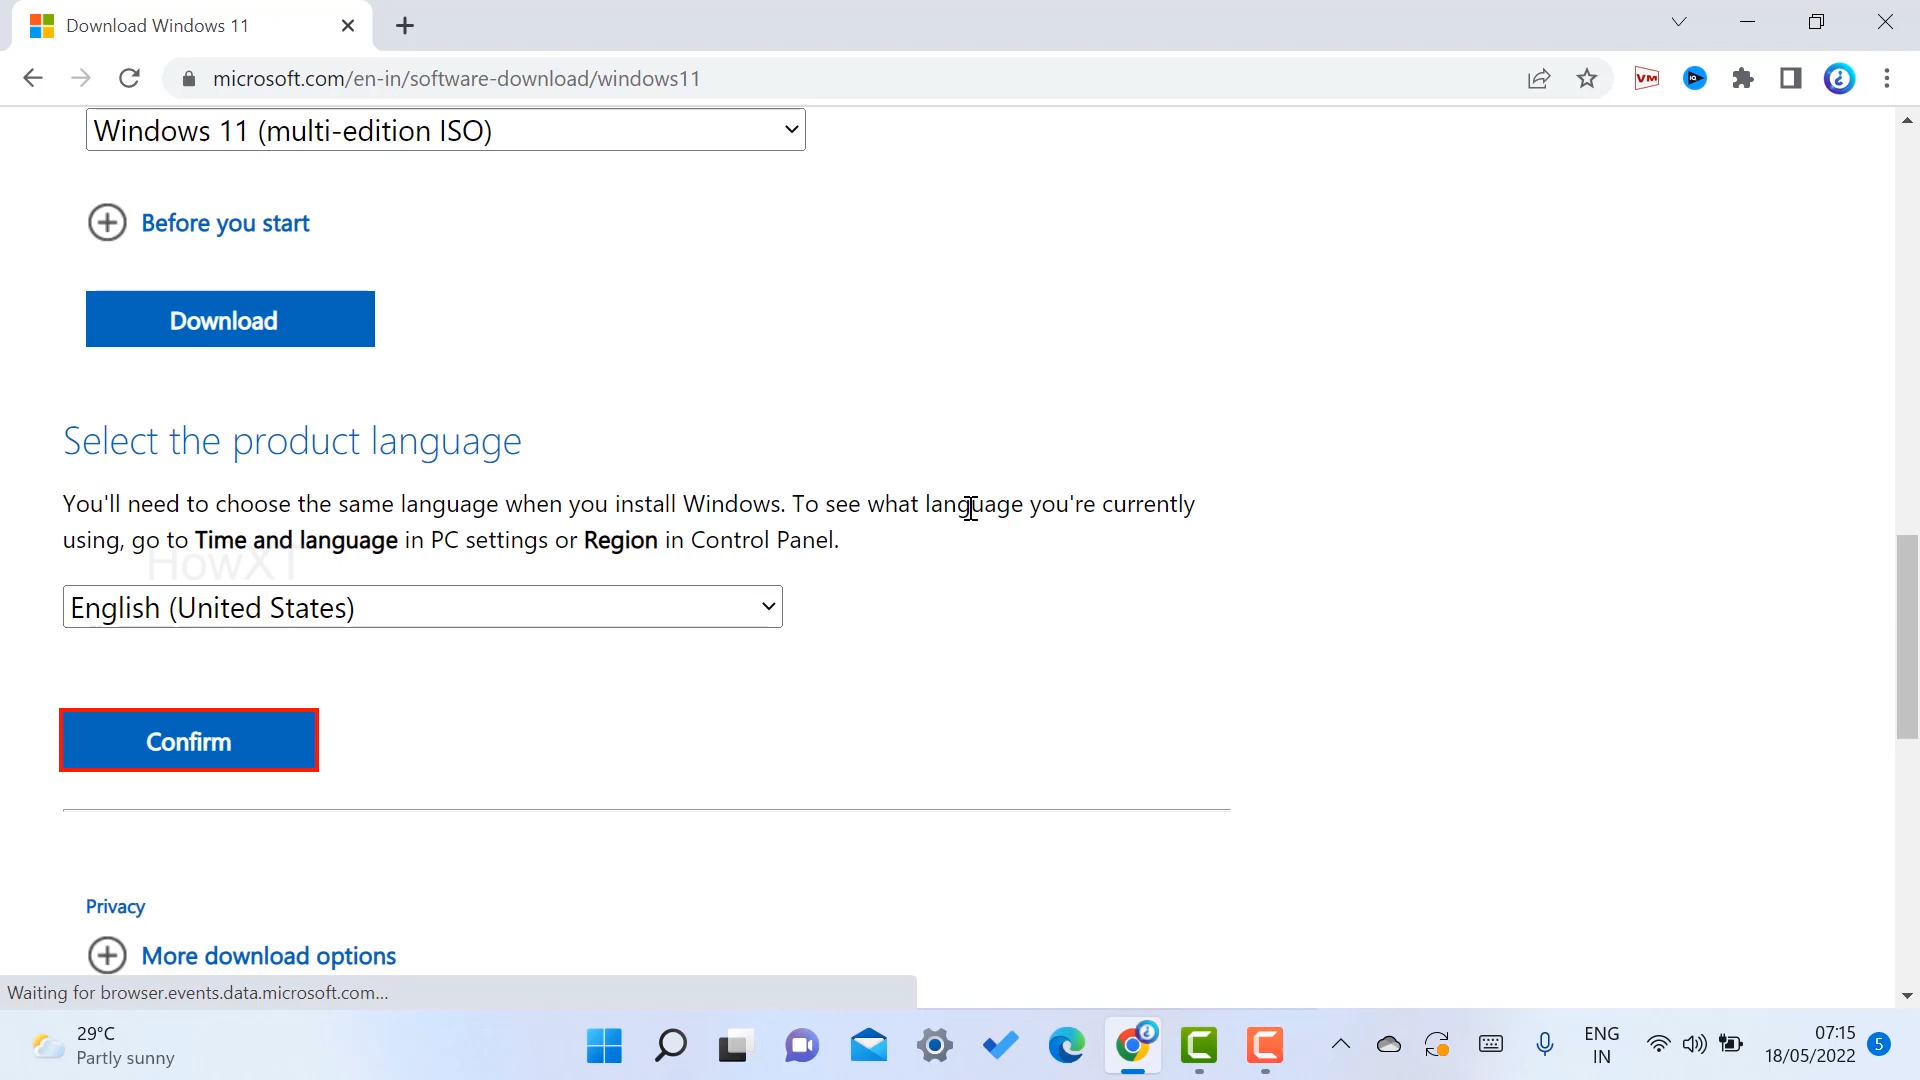 Download Windows 11
microsoft.com/en-in/software-download/windows11
VM
Windows 11 (multi-edition ISO)
Before you start
Download
Select the product language
You'll need to choose the same language when you install Windows. To see what language you're currently
using, go to Time and language in PC settings or Region in Control Panel.
HowXT
English (United States)
Confirm
Privacy
More download options
Waiting for browser.events.data.microsoft.com...
29°C
Partly sunny
ENG
IN
07:15
18/05/2022
5